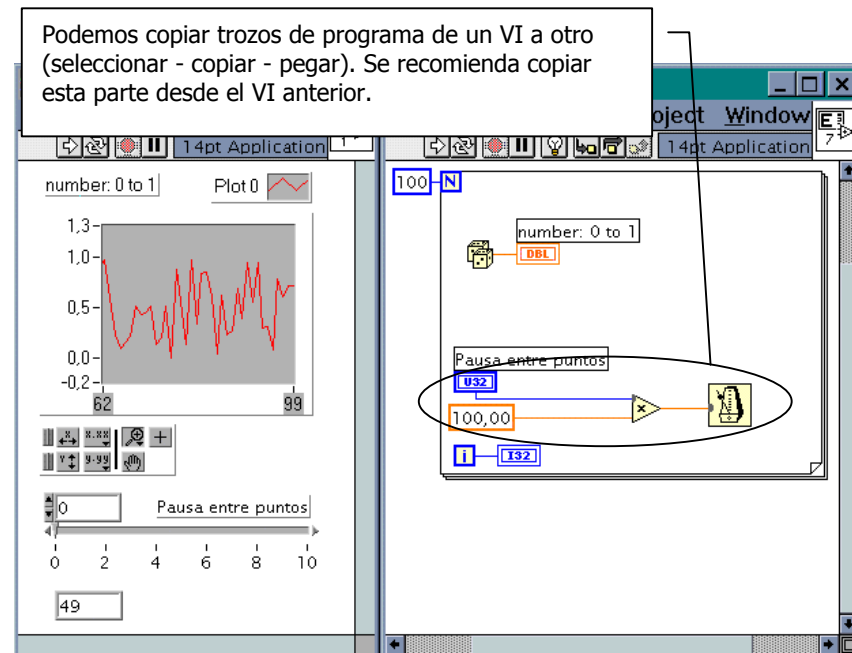 Podemos copiar trozos de programa de un VI a otro
(seleccionar - copiar - pegar). Se recomienda copiar
esta parte desde el VI anterior.
14pt Application
number: 0 to 1
Plot 0
1,3
1,0
0,5
0,0
-0,2
62
99
x.xx
y.yy
0
Pausa entre puntos
0 2 4 6 8 10
49
oject Window
7
14pt Application
100 N
number: 0 to 1
DBL
Pausa entre puntos
U32
100,00
x
i
I32